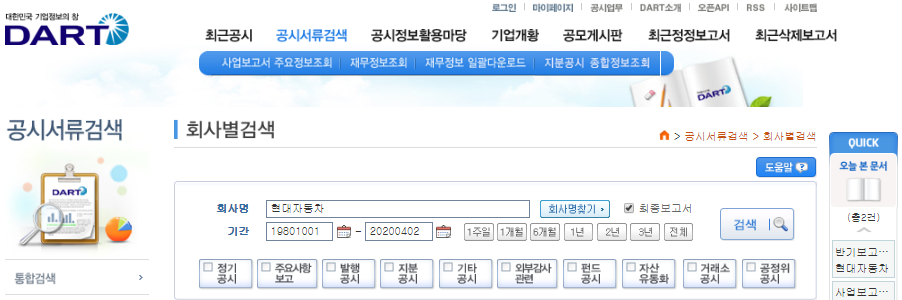 로그인 | 마이페이지 | 공시업무 | DART소개 | 오픈API | RSS | 사이트맵
대한민국 기업정보의 창
DART
최근공시 공시서류검색 공시정보활용마당 기업개황 공모게시판 최근정정보고서 최근삭제보고서
사업보고서 주요정보조회 | 재무정보조회 | 재무정보 일괄다운로드 | 지분공시 종합정보조회
DART
공시서류검색
회사별검색
> 공시서류검색 > 회사별검색
도움말 ?
DART
통합검색 >
회사명 현대자동차 회사명찾기 최종보고서
기간 19801001 - 20200402 1주일 1개월 6개월 1년 2년 3년 전체
검색
정기공시 주요사항보고 발행공시 지분공시 기타공시 외부감사관련 펀드공시 자산유동화 거래소공시 공정위공시
QUICK
오늘 본 문서
(총2건)
반기보고…
현대자동차
사업보고…